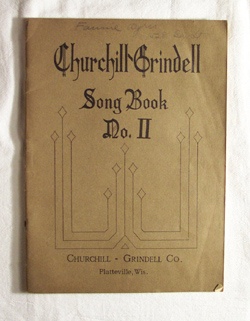 Churchill-Grindell
Song Book
No. II
CHURCHILL - GRINDELL CO.
Platteville, Wis.